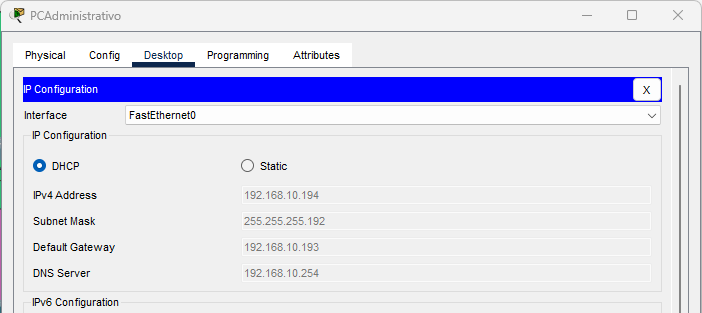 PCAdministrativo
Physical Config Desktop Programming Attributes
IP Configuration X
Interface FastEthernet0
IP Configuration
DHCP Static
IPv4 Address 192.168.10.194
Subnet Mask 255.255.255.192
Default Gateway 192.168.10.193
DNS Server 192.168.10.254
IPv6 Configuration